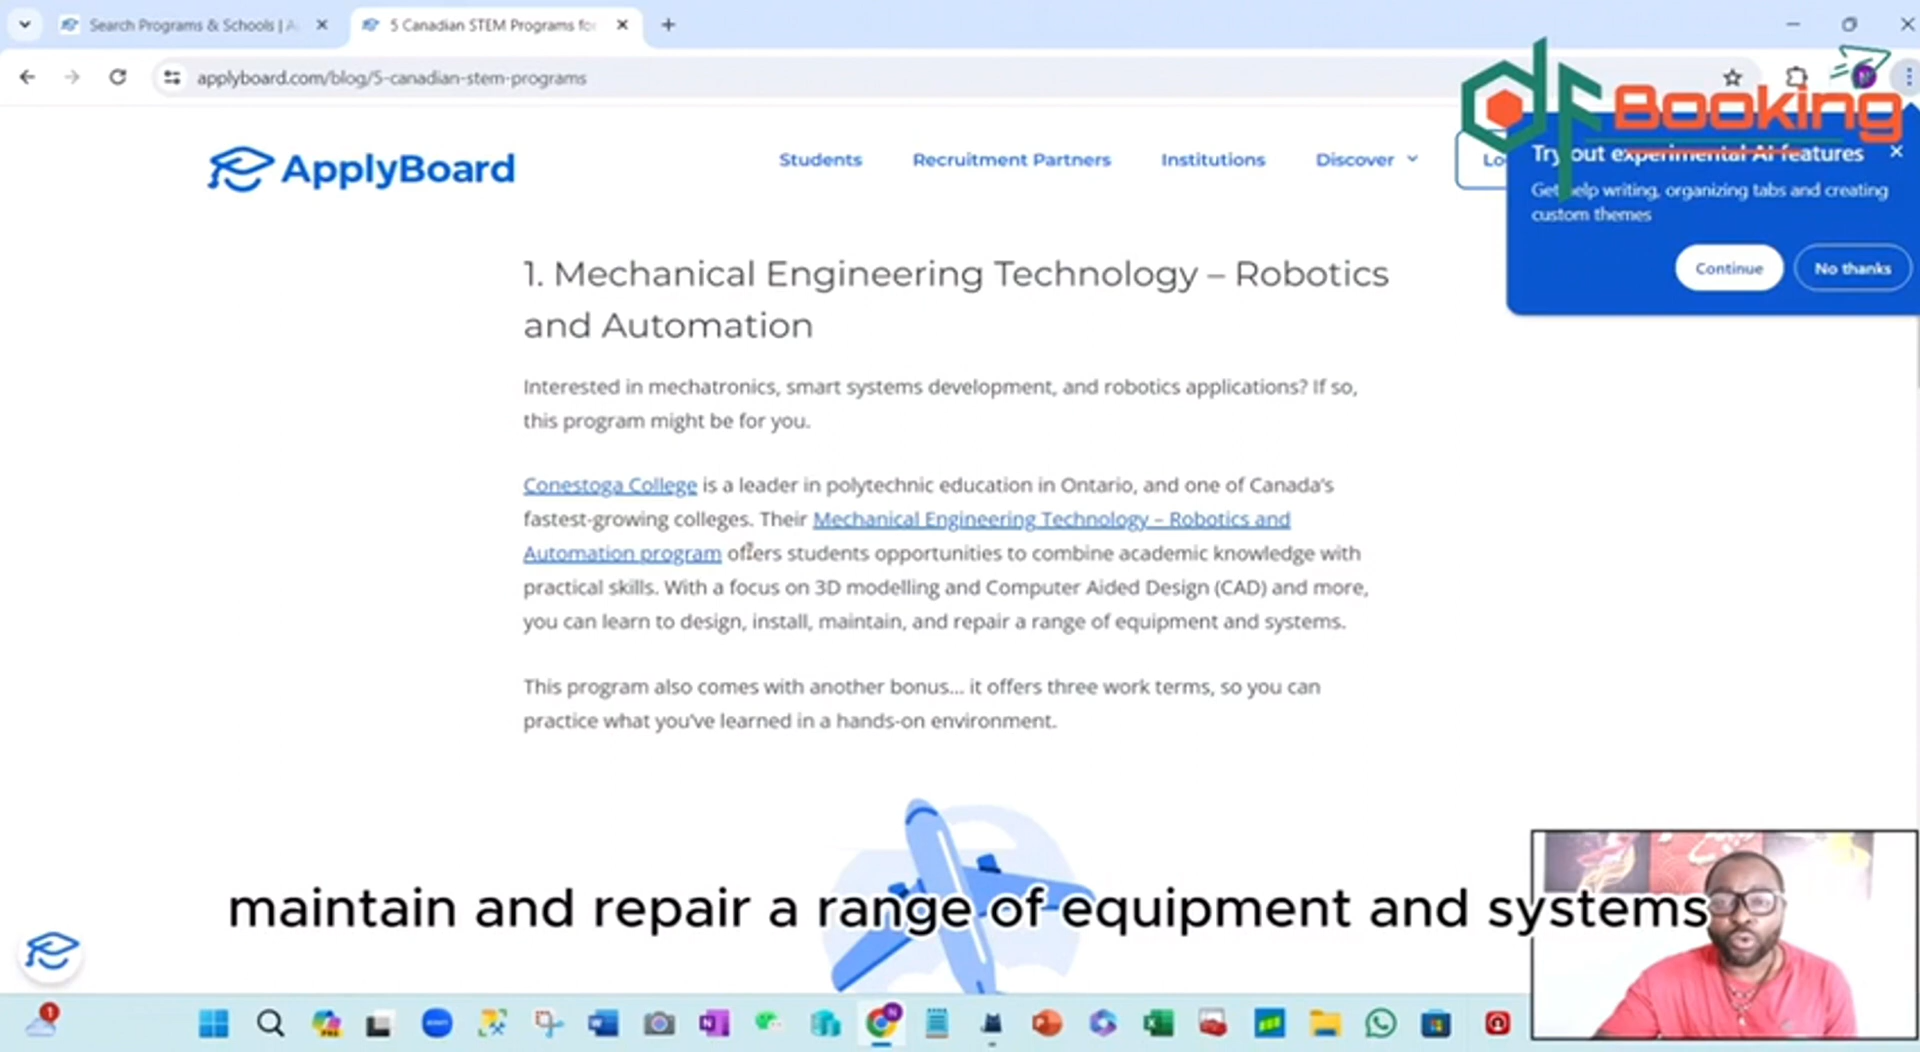 Search Programs & Schools | A
5 Canadian STEM Programs for
applyboard.com/blog/5-canadian-stem-programs
dF Booking
ApplyBoard
Students
Recruitment Partners
Institutions
Discover
Lo
Try out experimental AI features
Get help writing, organizing tabs and creating
custom themes
Continue
No thanks
1. Mechanical Engineering Technology – Robotics
and Automation
Interested in mechatronics, smart systems development, and robotics applications? If so,
this program might be for you.
Conestoga College is a leader in polytechnic education in Ontario, and one of Canada's
fastest-growing colleges. Their Mechanical Engineering Technology – Robotics and
Automation program offers students opportunities to combine academic knowledge with
practical skills. With a focus on 3D modelling and Computer Aided Design (CAD) and more,
you can learn to design, install, maintain, and repair a range of equipment and systems.
This program also comes with another bonus... it offers three work terms, so you can
practice what you've learned in a hands-on environment.
maintain and repair a range of equipment and systems
1